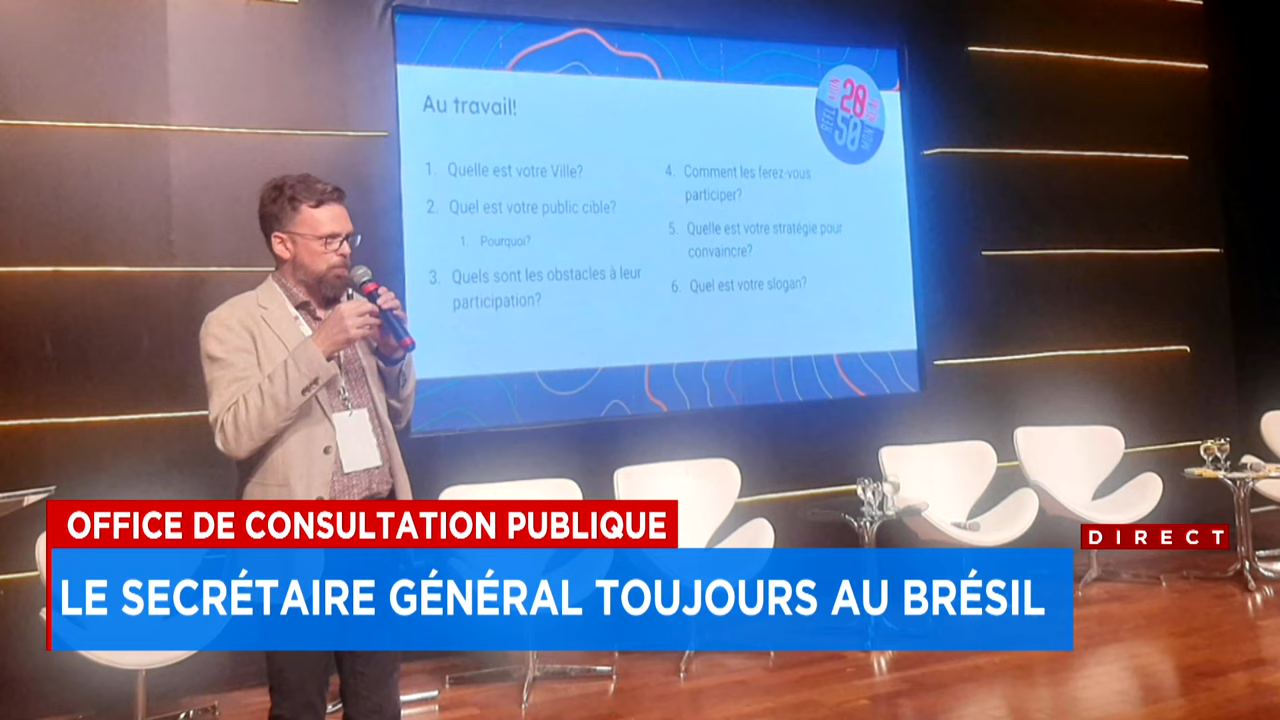 Au travail!
1. Quelle est votre Ville?
2. Quel est votre public cible?
1. Pourquoi?
3. Quels sont les obstacles à leur
participation?
4. Comment les ferez-vous
participer?
5. Quelle est votre stratégie pour
convaincre?
6. Quel est votre slogan?
20
50
OFFICE DE CONSULTATION PUBLIQUE
LE SECRÉTAIRE GÉNÉRAL TOUJOURS AU BRÉSIL
DIRECT